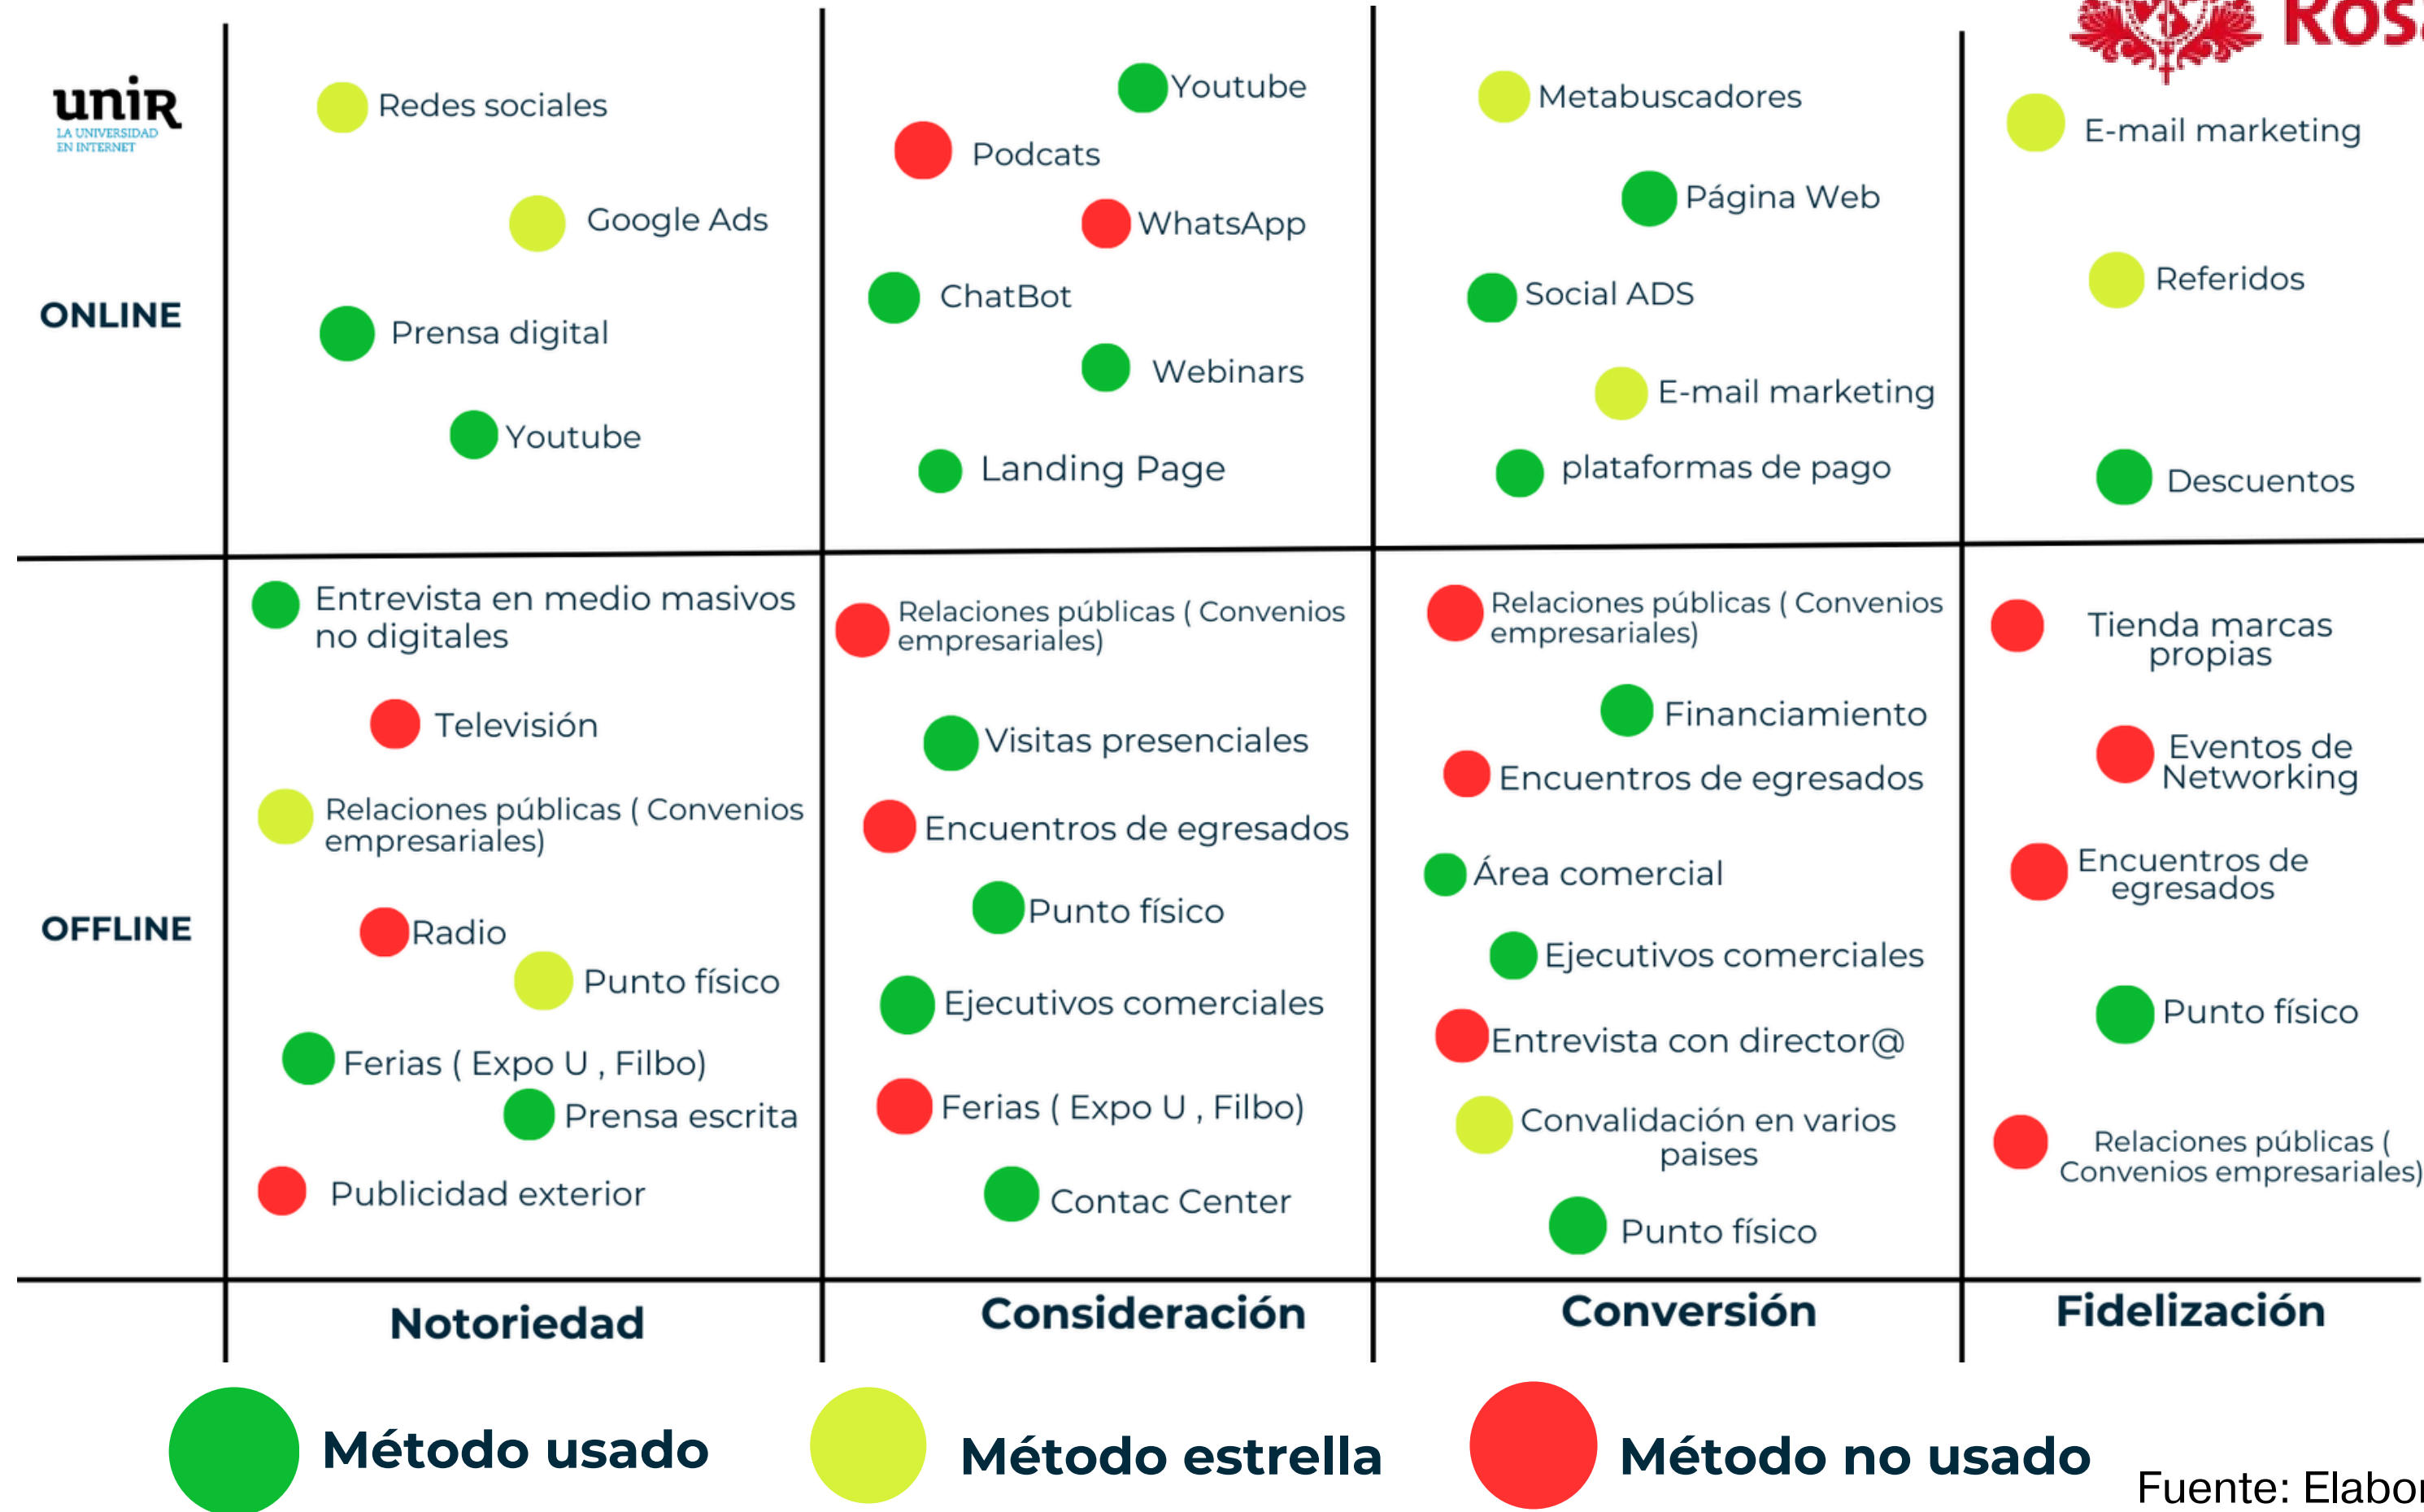 unir
LA UNIVERSIDAD
EN INTERNET
ONLINE
Redes sociales
Google Ads
Prensa digital
Youtube
Youtube
Podcats
WhatsApp
ChatBot
Webinars
Landing Page
Metabuscadores
Página Web
Social ADS
E-mail marketing
plataformas de pago
E-mail marketing
Referidos
Descuentos
OFFLINE
Entrevista en medio masivos
no digitales
Televisión
Relaciones públicas ( Convenios
empresariales)
Radio
Punto físico
Ferias ( Expo U , Filbo)
Prensa escrita
Publicidad exterior
Relaciones públicas ( Convenios
empresariales)
Visitas presenciales
Encuentros de egresados
Punto físico
Ejecutivos comerciales
Ferias ( Expo U , Filbo)
Contac Center
Relaciones públicas ( Convenios
empresariales)
Financiamiento
Encuentros de egresados
Área comercial
Ejecutivos comerciales
Entrevista con director@
Convalidación en varios
paises
Punto físico
Tienda marcas
propias
Eventos de
Networking
Encuentros de
egresados
Punto físico
Relaciones públicas (
Convenios empresariales)
Notoriedad
Consideración
Conversión
Fidelización
Método usado
Método estrella
Método no usado
Fuente: